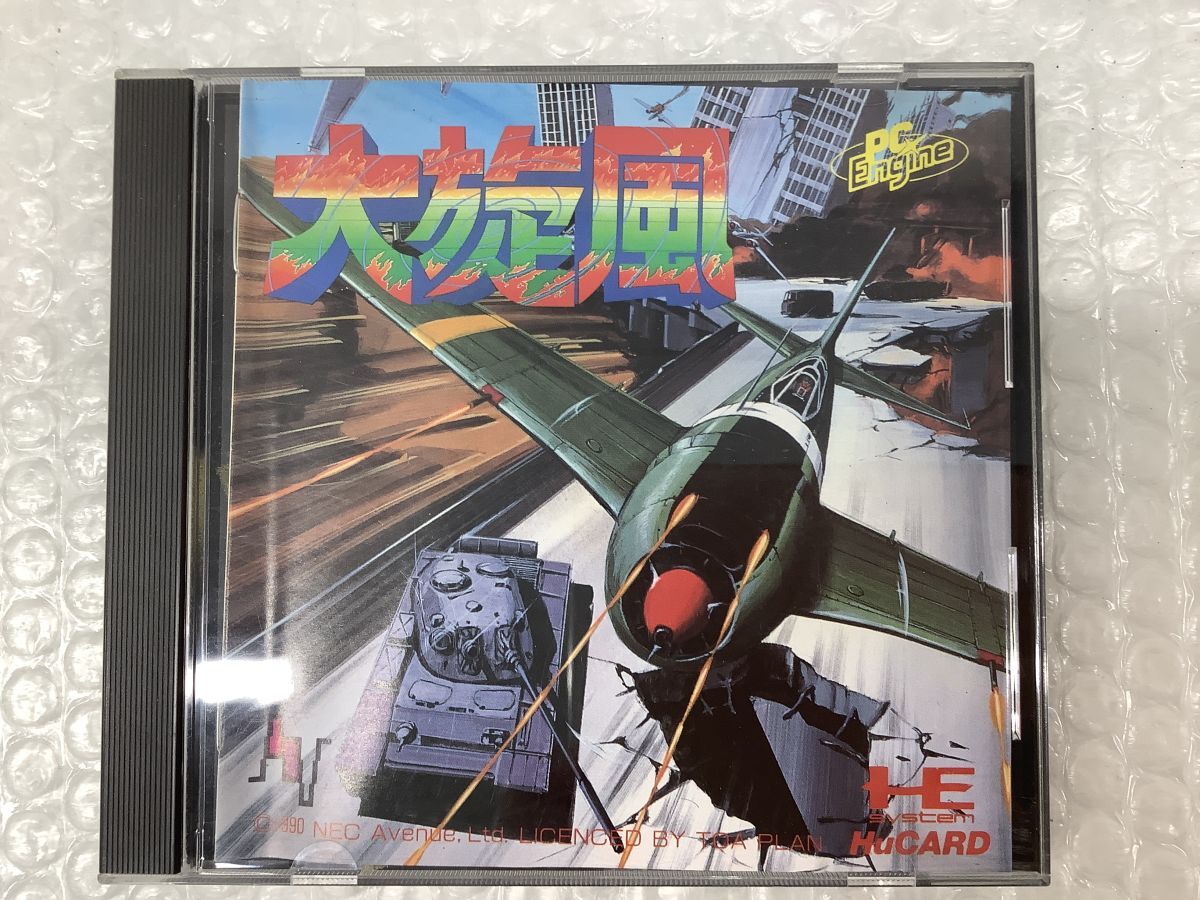 大旋風
PC Engine
HE system
HuCARD
© 1990 NEC Avenue, Ltd. LICENCED BY TOA PLAN